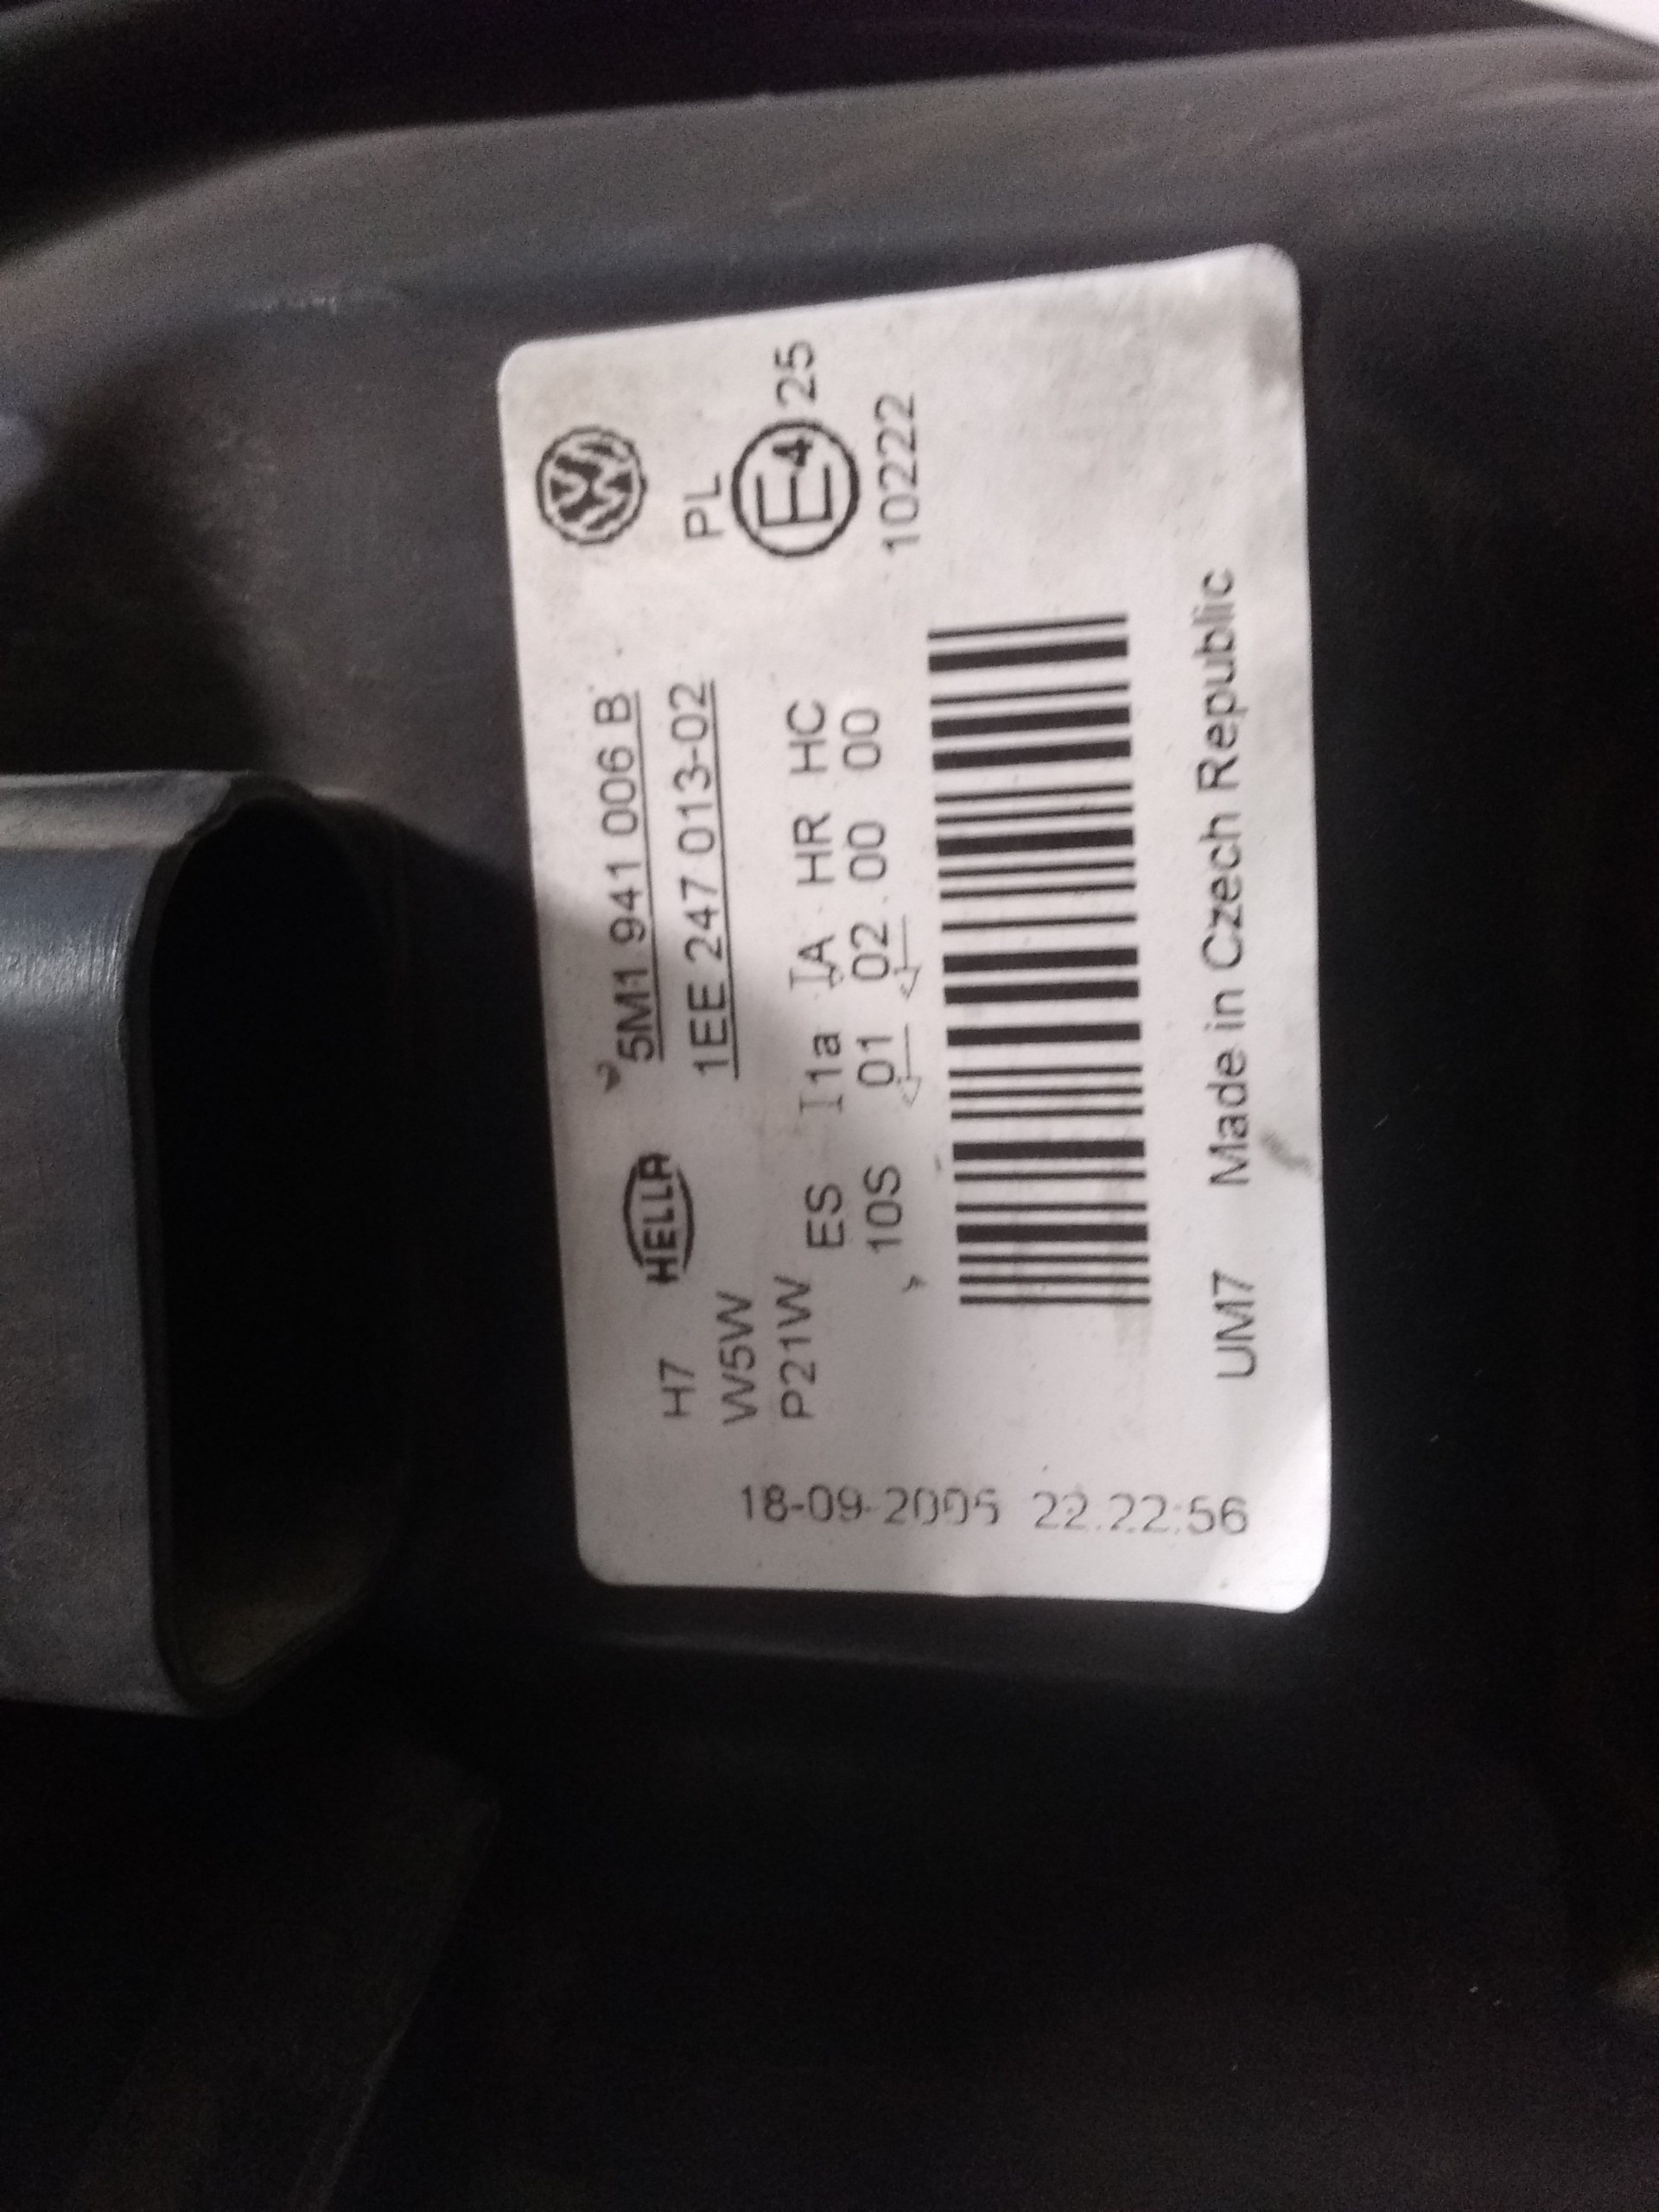 5M1 941 006 B
HELLA
1EE 247 013-02
PL
H7
W5W
P21W
E4 25
10222
ES I1a IA HR HC
10S 01 02 00 00
UM7 Made in Czech Republic
18-09-2005 22:22:56